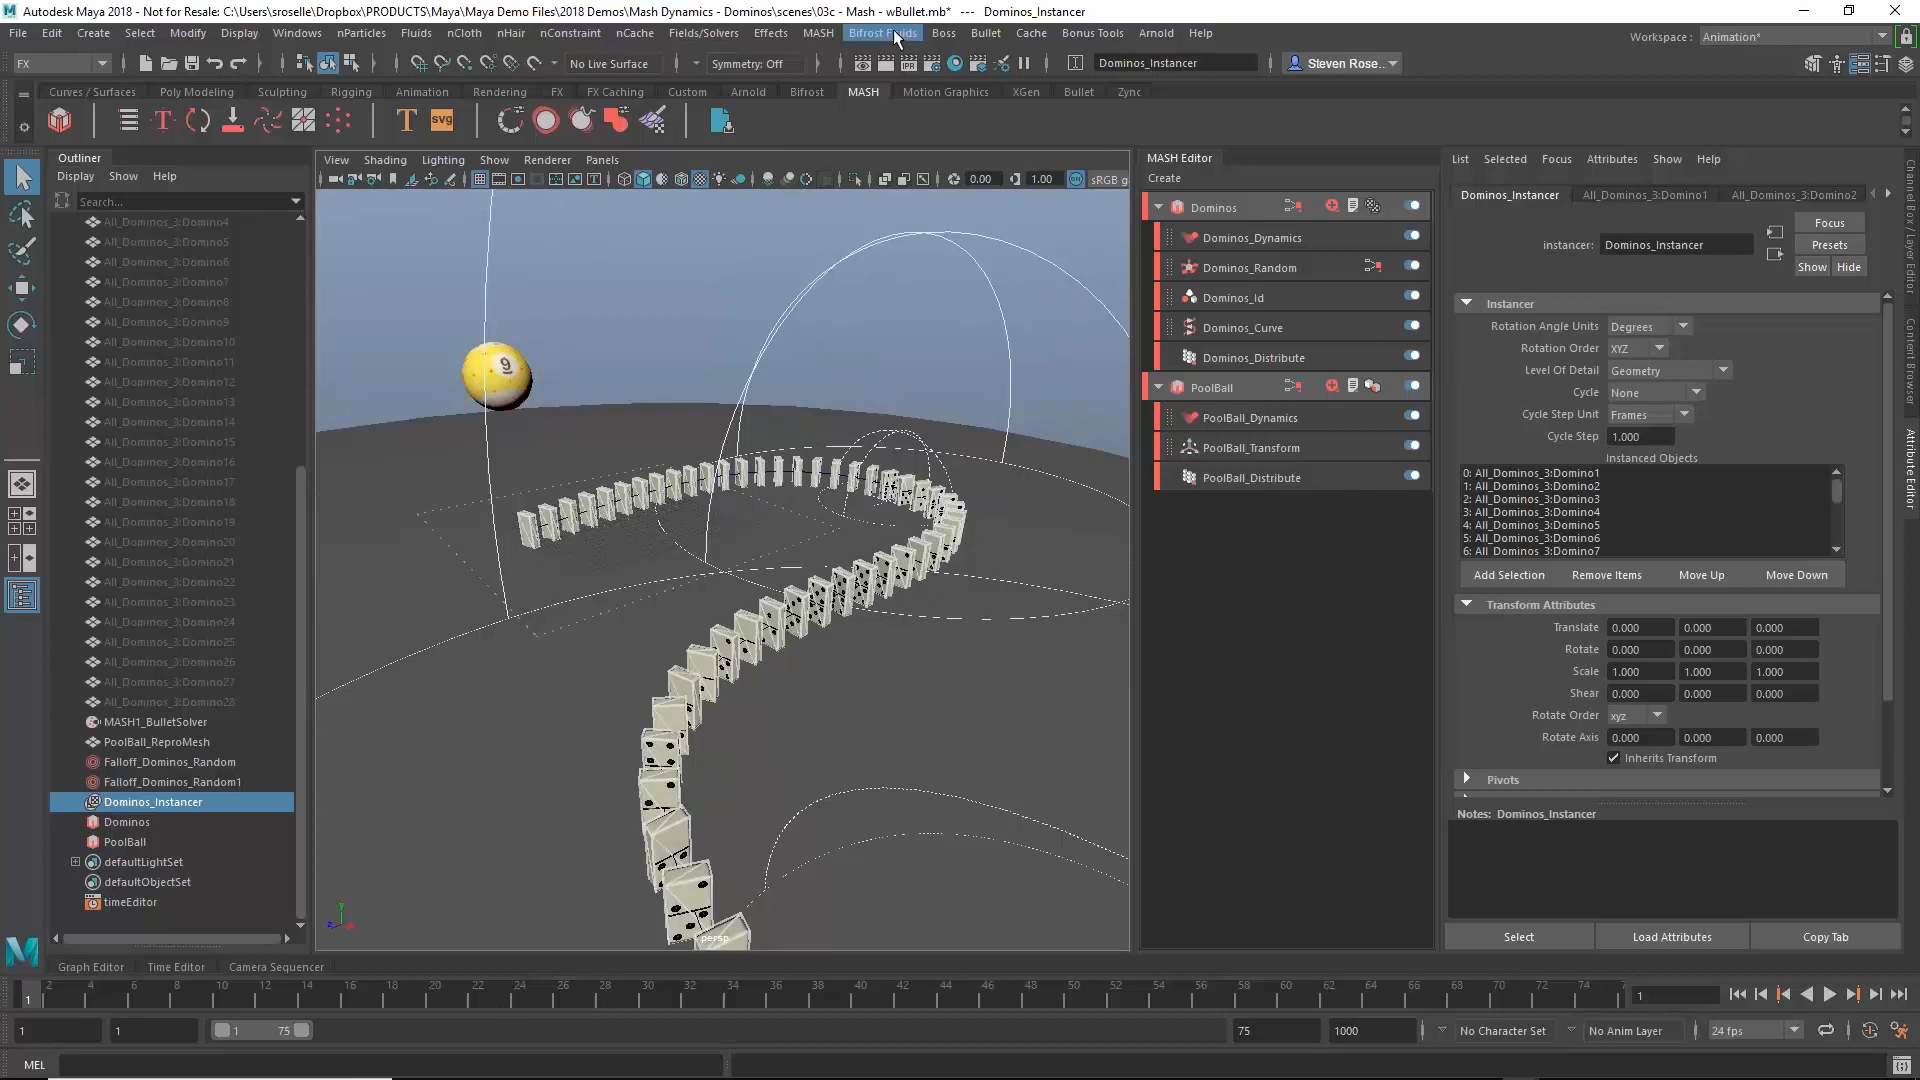 Autodesk Maya 2018 - Not for Resale: C:\Users\sroselle\Dropbox\PRODUCTS\Maya\Maya Demo Files\2018 Demos\Mash Dynamics - Dominos\scenes\03c - Mash - wBullet.mb* --- Dominos_Instancer
File Edit Create Select Modify Display Windows nParticles Fluids nCloth nHair nConstraint nCache Fields/Solvers Effects MASH Bifrost Fluids Boss Bullet Cache Bonus Tools Arnold Help
Workspace : Animation*
FX No Live Surface Symmetry: Off IPR Dominos_Instancer Steven Rose..
Curves / Surfaces Poly Modeling Sculpting Rigging Animation Rendering FX FX Caching Custom Arnold Bifrost MASH Motion Graphics XGen Bullet Zync
T T svg
Outliner
Display Show Help
Search...
All_Dominos_3:Domino4
All_Dominos_3:Domino5
All_Dominos_3:Domino6
All_Dominos_3:Domino7
All_Dominos_3:Domino8
All_Dominos_3:Domino9
All_Dominos_3:Domino10
All_Dominos_3:Domino11
All_Dominos_3:Domino12
All_Dominos_3:Domino13
All_Dominos_3:Domino14
All_Dominos_3:Domino15
All_Dominos_3:Domino16
All_Dominos_3:Domino17
All_Dominos_3:Domino18
All_Dominos_3:Domino19
All_Dominos_3:Domino20
All_Dominos_3:Domino21
All_Dominos_3:Domino22
All_Dominos_3:Domino23
All_Dominos_3:Domino24
All_Dominos_3:Domino25
All_Dominos_3:Domino26
All_Dominos_3:Domino27
All_Dominos_3:Domino28
MASH1_BulletSolver
PoolBall_ReproMesh
Falloff_Dominos_Random
Falloff_Dominos_Random1
Dominos_Instancer
Dominos
PoolBall
defaultLightSet
defaultObjectSet
timeEditor
View Shading Lighting Show Renderer Panels
0.00 1.00 sRGB g
9
persp
MASH Editor
Create
Dominos
Dominos_Dynamics
Dominos_Random
Dominos_Id
Dominos_Curve
Dominos_Distribute
PoolBall
PoolBall_Dynamics
PoolBall_Transform
PoolBall_Distribute
List Selected Focus Attributes Show Help
Dominos_Instancer All_Dominos_3:Domino1 All_Dominos_3:Domino2
instancer: Dominos_Instancer
Focus
Presets
Show Hide
Instancer
Rotation Angle Units Degrees
Rotation Order XYZ
Level Of Detail Geometry
Cycle None
Cycle Step Unit Frames
Cycle Step 1.000
Instanced Objects
0: All_Dominos_3:Domino1
1: All_Dominos_3:Domino2
2: All_Dominos_3:Domino3
3: All_Dominos_3:Domino4
4: All_Dominos_3:Domino5
5: All_Dominos_3:Domino6
6: All_Dominos_3:Domino7
Add Selection Remove Items Move Up Move Down
Transform Attributes
Translate 0.000 0.000 0.000
Rotate 0.000 0.000 0.000
Scale 1.000 1.000 1.000
Shear 0.000 0.000 0.000
Rotate Order xyz
Rotate Axis 0.000 0.000 0.000
Inherits Transform
Pivots
Notes: Dominos_Instancer
Select Load Attributes Copy Tab
Channel Box / Layer Editor
Content Browser
Attribute Editor
Graph Editor Time Editor Camera Sequencer
1 2 4 6 8 10 12 14 16 18 20 22 24 26 28 30 32 34 36 38 40 42 44 46 48 50 52 54 56 58 60 62 64 66 68 70 72 74 7 1
1 1 1 75 75 1000 No Character Set No Anim Layer 24 fps
MEL